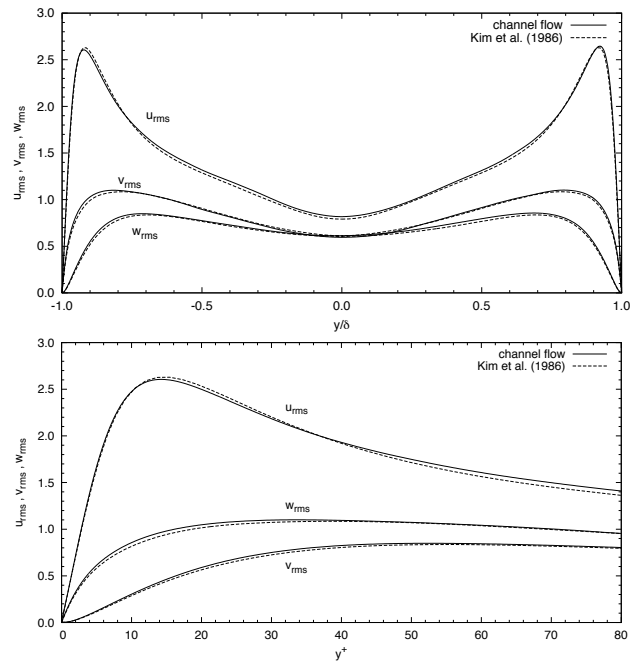 channel flow
Kim et al. (1986)
3.0
2.5
2.0
1.5
1.0
0.5
0.0
u_rms , v_rms , w_rms
u_rms
v_rms
w_rms
-1.0 -0.5 0.0 0.5 1.0
y/δ
channel flow
Kim et al. (1986)
3.0
2.5
2.0
1.5
1.0
0.5
0.0
u_rms , v_rms , w_rms
u_rms
w_rms
v_rms
0 10 20 30 40 50 60 70 80
y⁺